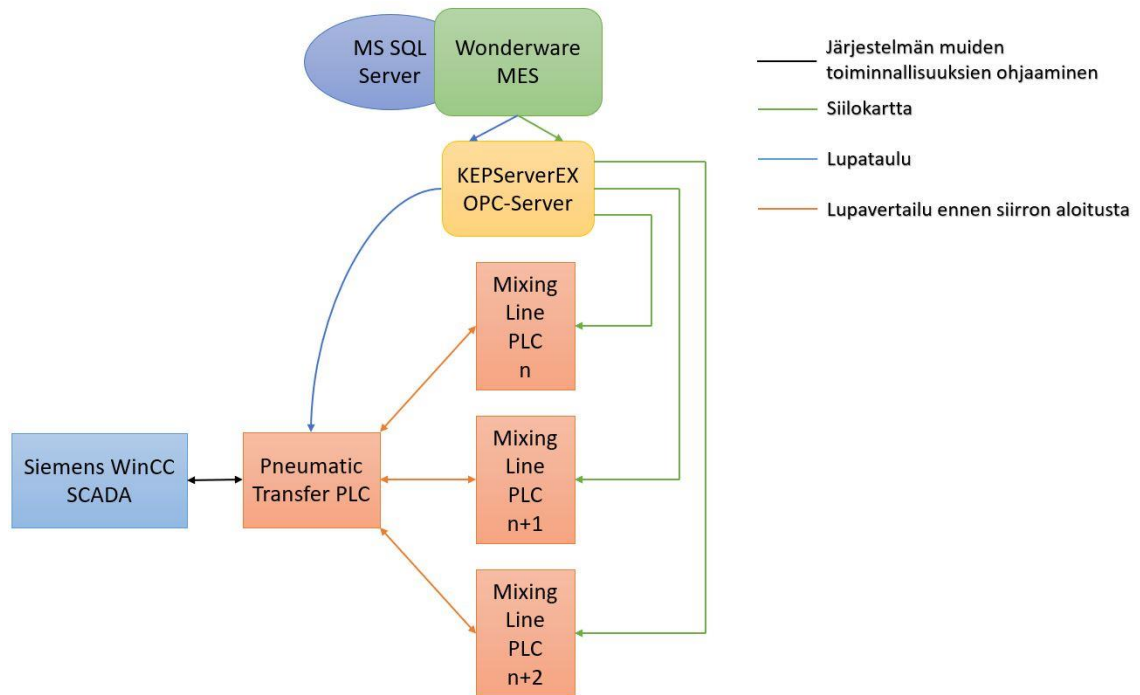 MS SQL
Server
Wonderware
MES
KEPServerEX
OPC-Server
Mixing
Line
PLC
n
Siemens WinCC
SCADA
Pneumatic
Transfer PLC
Mixing
Line
PLC
n+1
Mixing
Line
PLC
n+2
Järjestelmän muiden
toiminnallisuuksien ohjaaminen
Siilokartta
Lupataulu
Lupavertailu ennen siirron aloitusta